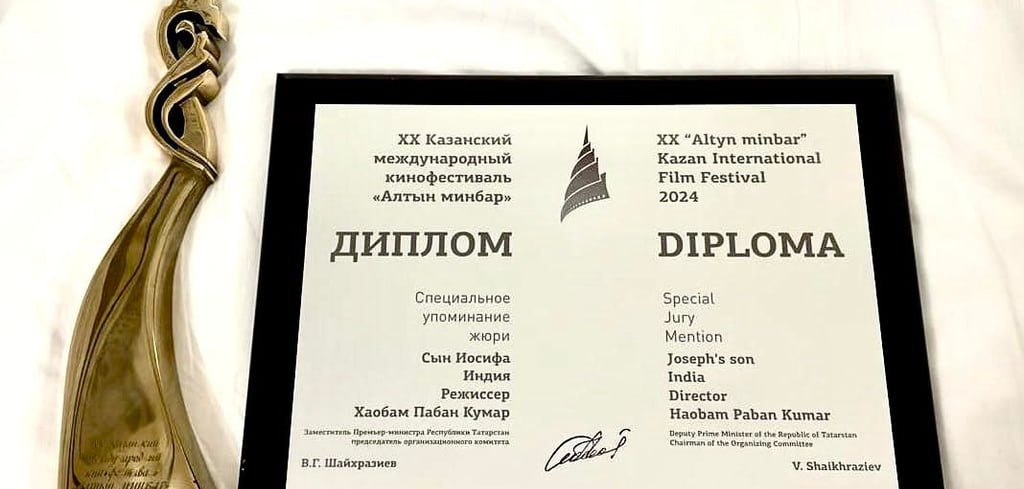 XX Казанский
международный
кинофестиваль
«Алтын минбар»
ДИПЛОМ
Специальное
упоминание
жюри
Сын Иосифа
Индия
Режиссер
Хаобам Пабан Кумар
Заместитель Премьер-министра Республики Татарстан
председатель организационного комитета
В.Г. Шайхразиев
XX “Altyn minbar”
Kazan International
Film Festival
2024
DIPLOMA
Special
Jury
Mention
Joseph's son
India
Director
Haobam Paban Kumar
Deputy Prime Minister of the Republic of Tatarstan
Chairman of the Organizing Committee
V. Shaikhraziev